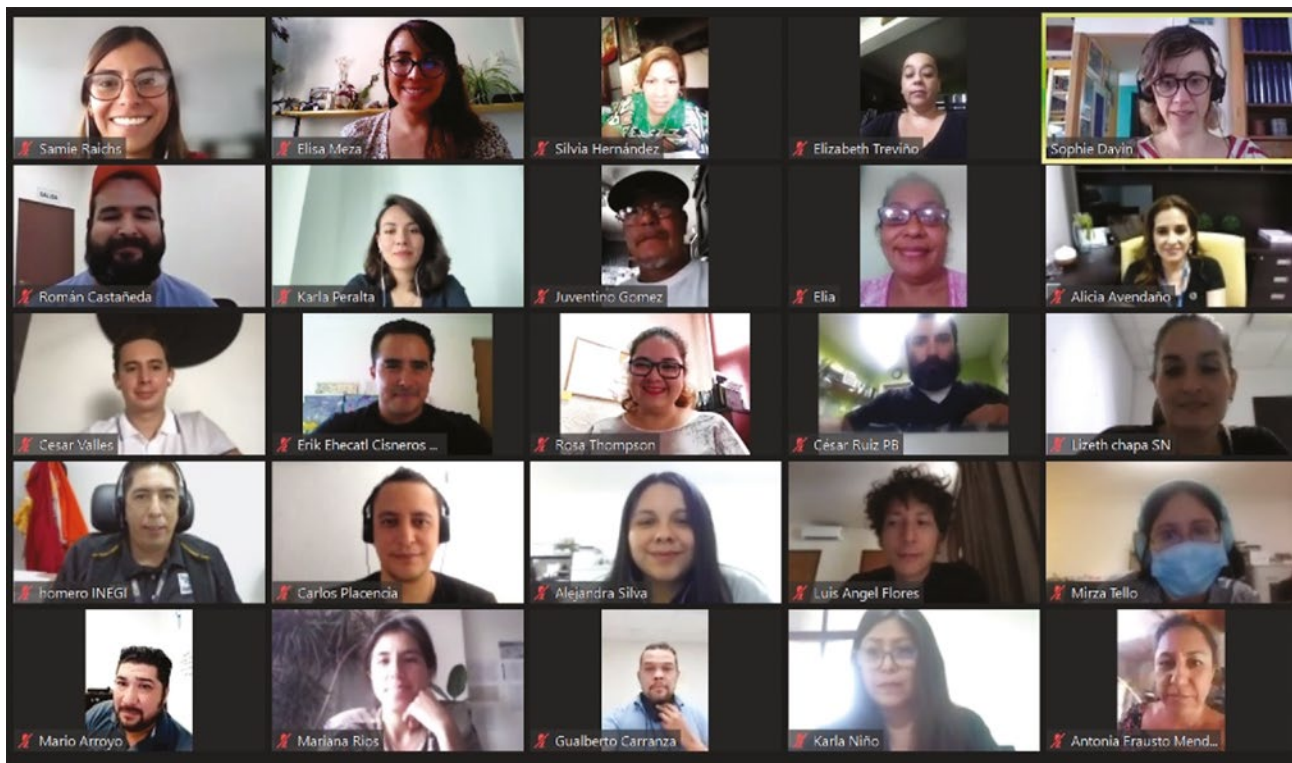 Samie Raichs
Elisa Meza
Silvia Hernández
Elizabeth Treviño
Sophie Davin
SALIDA
Román Castañeda
Karla Peralta
Juventino Gomez
Elia
Alicia Avendaño
Cesar Valles
Erik Ehecatl Cisneros ...
Rosa Thompson
César Ruiz PB
Lizeth chapa SN
homero INEGI
Carlos Placencia
Alejandra Silva
Luis Angel Flores
Mirza Tello
Mario Arroyo
Mariana Rios
Gualberto Carranza
Karla Niño
Antonia Frausto Mend...